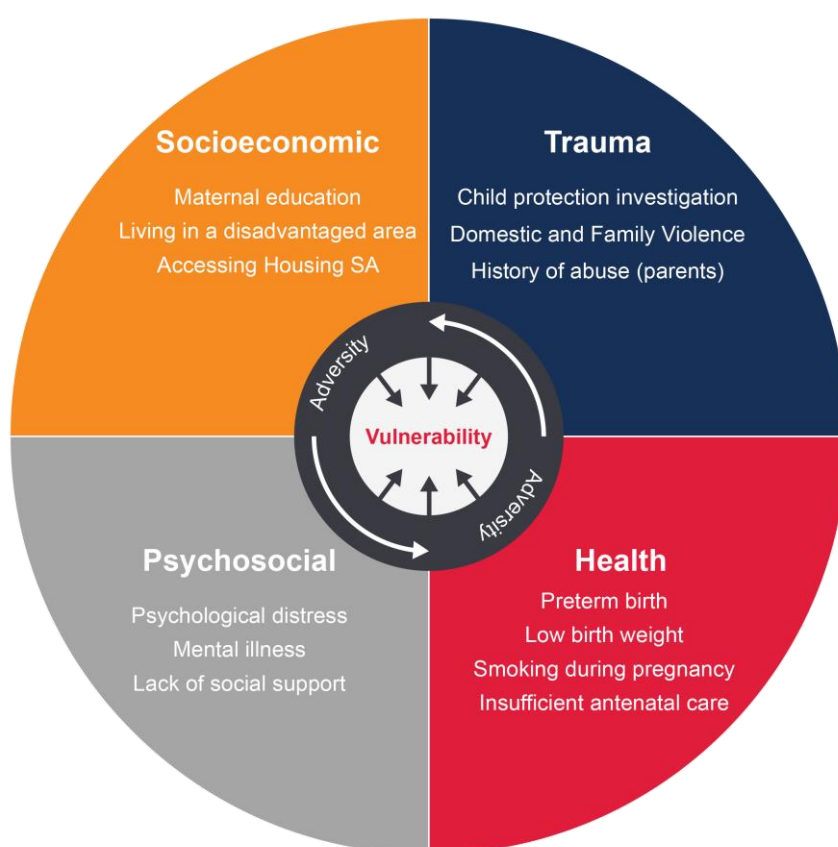 Socioeconomic
Maternal education
Living in a disadvantaged area
Accessing Housing SA
Trauma
Child protection investigation
Domestic and Family Violence
History of abuse (parents)
Adversity
Vulnerability
Adversity
Psychosocial
Psychological distress
Mental illness
Lack of social support
Health
Preterm birth
Low birth weight
Smoking during pregnancy
Insufficient antenatal care